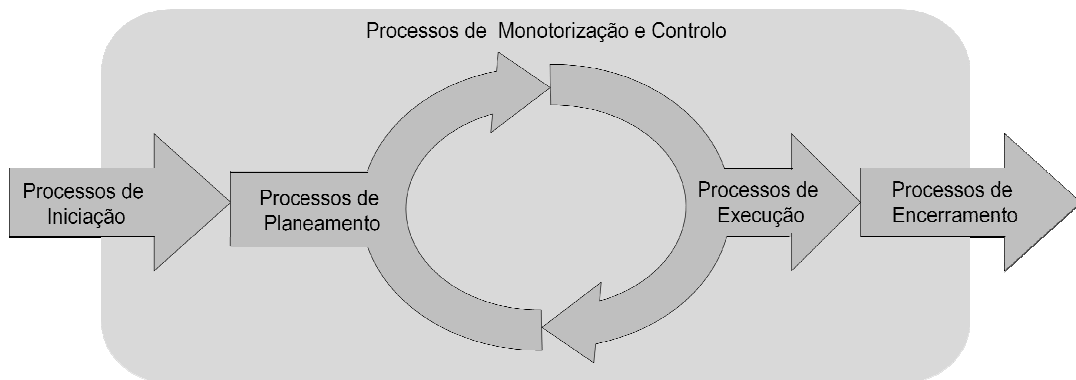 Processos de Monotorização e Controlo
Processos de
Iniciação
Processos de
Planeamento
Processos de
Execução
Processos de
Encerramento